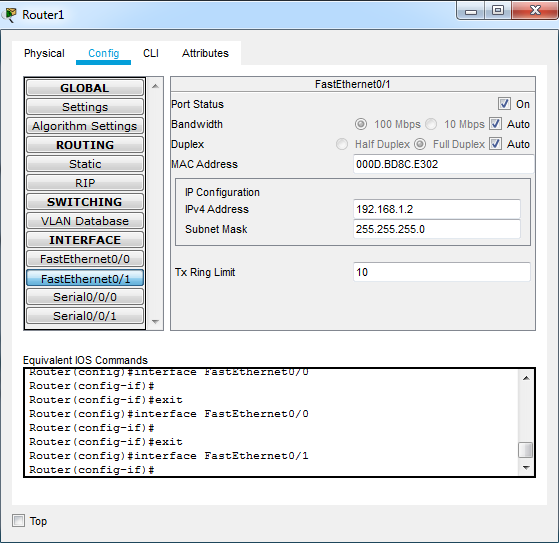 Router1
Physical Config CLI Attributes
GLOBAL
Settings
Algorithm Settings
ROUTING
Static
RIP
SWITCHING
VLAN Database
INTERFACE
FastEthernet0/0
FastEthernet0/1
Serial0/0/0
Serial0/0/1
FastEthernet0/1
Port Status On
Bandwidth 100 Mbps 10 Mbps Auto
Duplex Half Duplex Full Duplex Auto
MAC Address 000D.BD8C.E302
IP Configuration
IPv4 Address 192.168.1.2
Subnet Mask 255.255.255.0
Tx Ring Limit 10
Equivalent IOS Commands
Router(config)#interface FastEthernet0/0
Router(config-if)#
Router(config-if)#exit
Router(config)#interface FastEthernet0/0
Router(config-if)#
Router(config-if)#exit
Router(config)#interface FastEthernet0/1
Router(config-if)#
Top